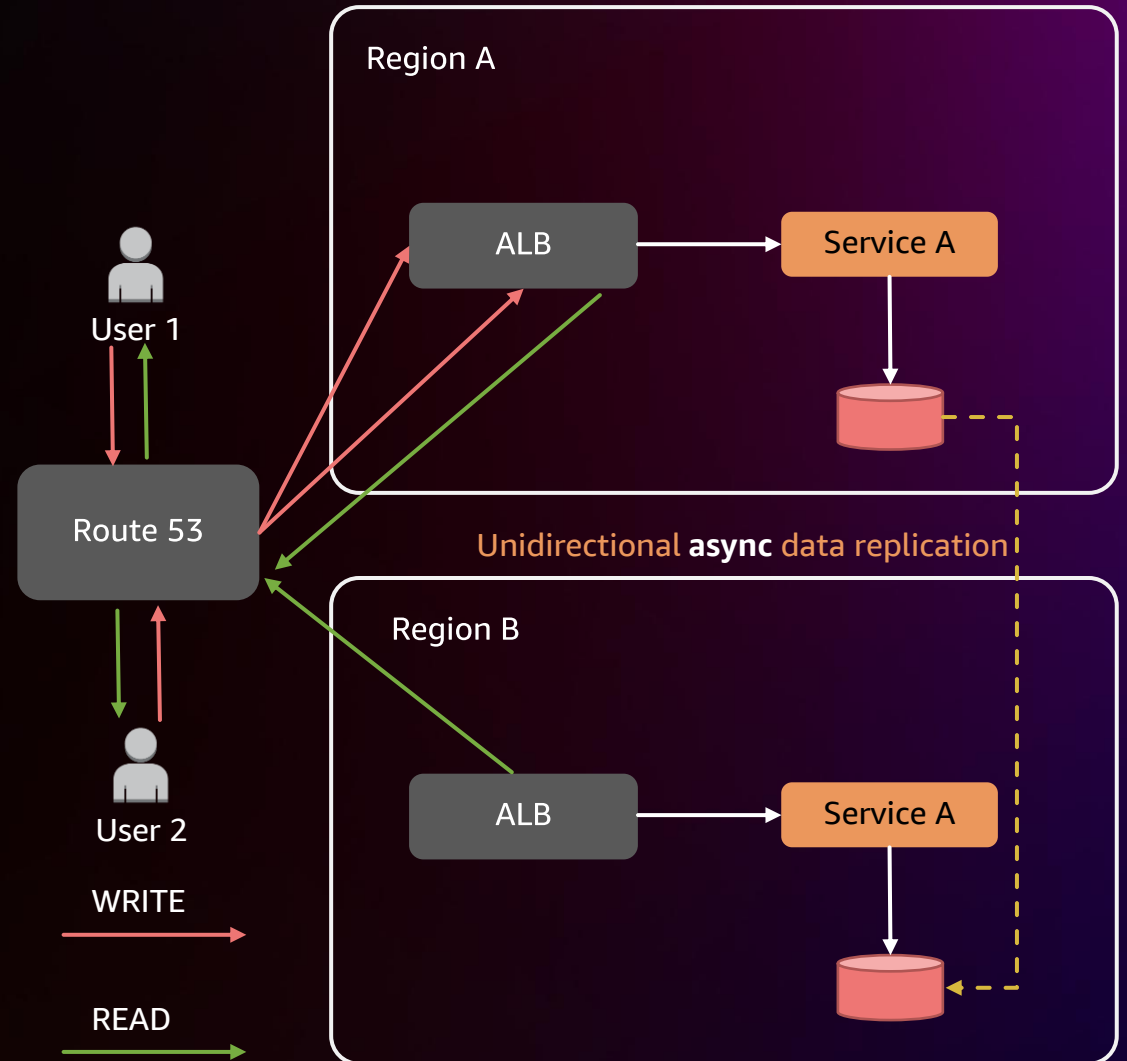 Region A
ALB
Service A
User 1
Route 53
Unidirectional async data replication
Region B
User 2
ALB
Service A
WRITE
READ